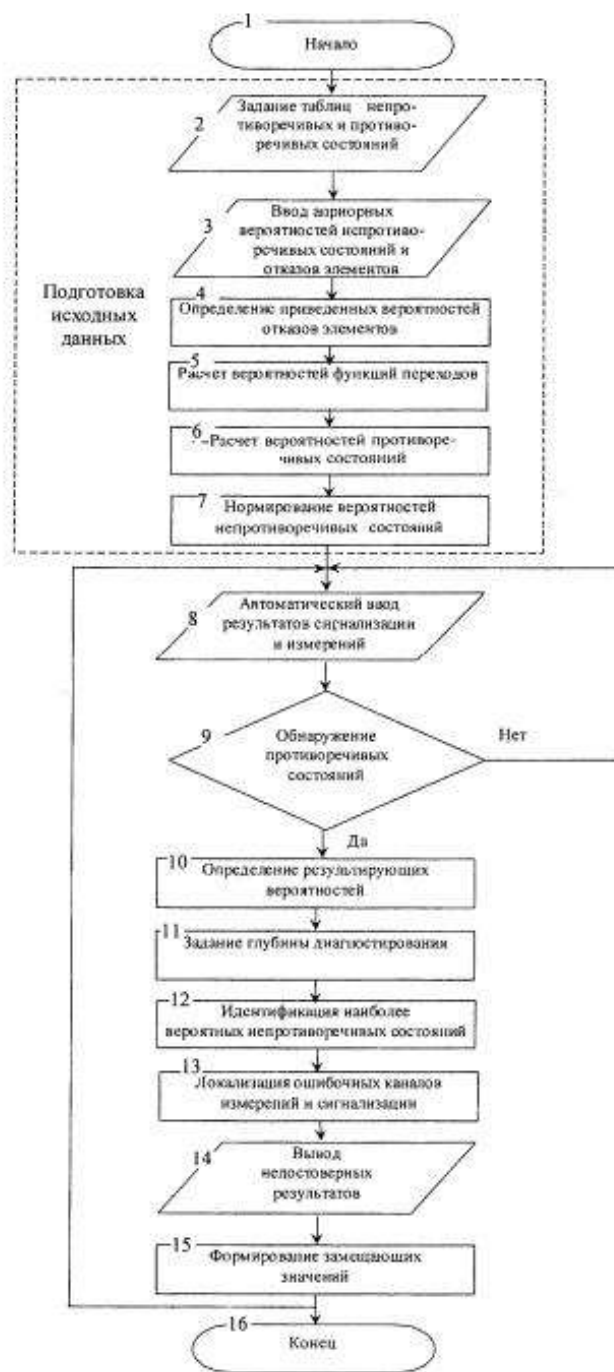 1
Начало
2
Задание таблиц непро-
тиворечивых и противо-
речивых состояний
3
Ввод априорных
вероятностей непротиво-
речивых состояний и
отказов элементов
Подготовка
исходных
данных
4
Определение приведенных вероятностей
отказов элементов
5
Расчет вероятностей функций переходов
6
–Расчет вероятностей противоре-
чивых состояний
7
Нормирование вероятностей
непротиворечивых состояний
8
Автоматический ввод
результатов сигнализации
и измерений
9
Обнаружение
противоречивых
состояний
Нет
Да
10
Определение результирующих
вероятностей
11
Задание глубины диагностирования
12
Идентификация наиболее
вероятных непротиворечивых состояний
13
Локализация ошибочных каналов
измерений и сигнализации
14
Вывод
недостоверных
результатов
15
Формирование замещающих
значений
16
Конец